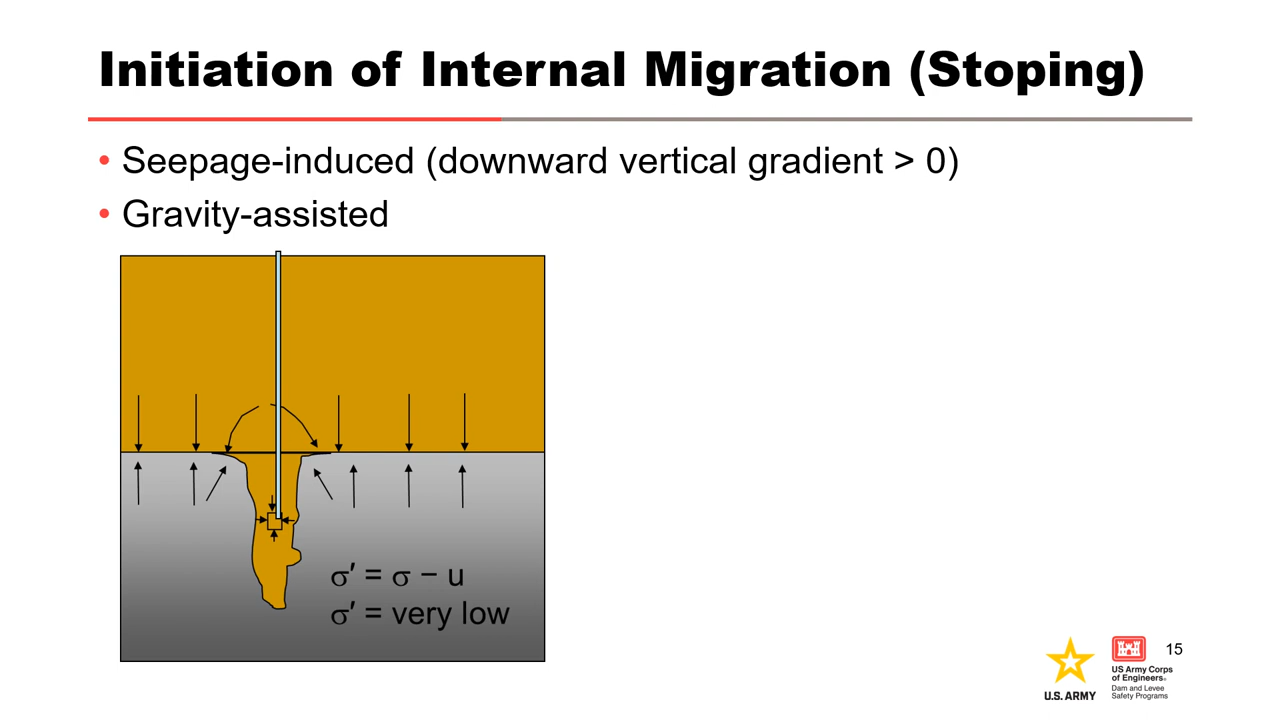 Initiation of Internal Migration (Stoping)
• Seepage-induced (downward vertical gradient > 0)
• Gravity-assisted
σ′ = σ − u
σ′ = very low
U.S. ARMY
US Army Corps
of Engineers®
Dam and Levee
Safety Programs
15